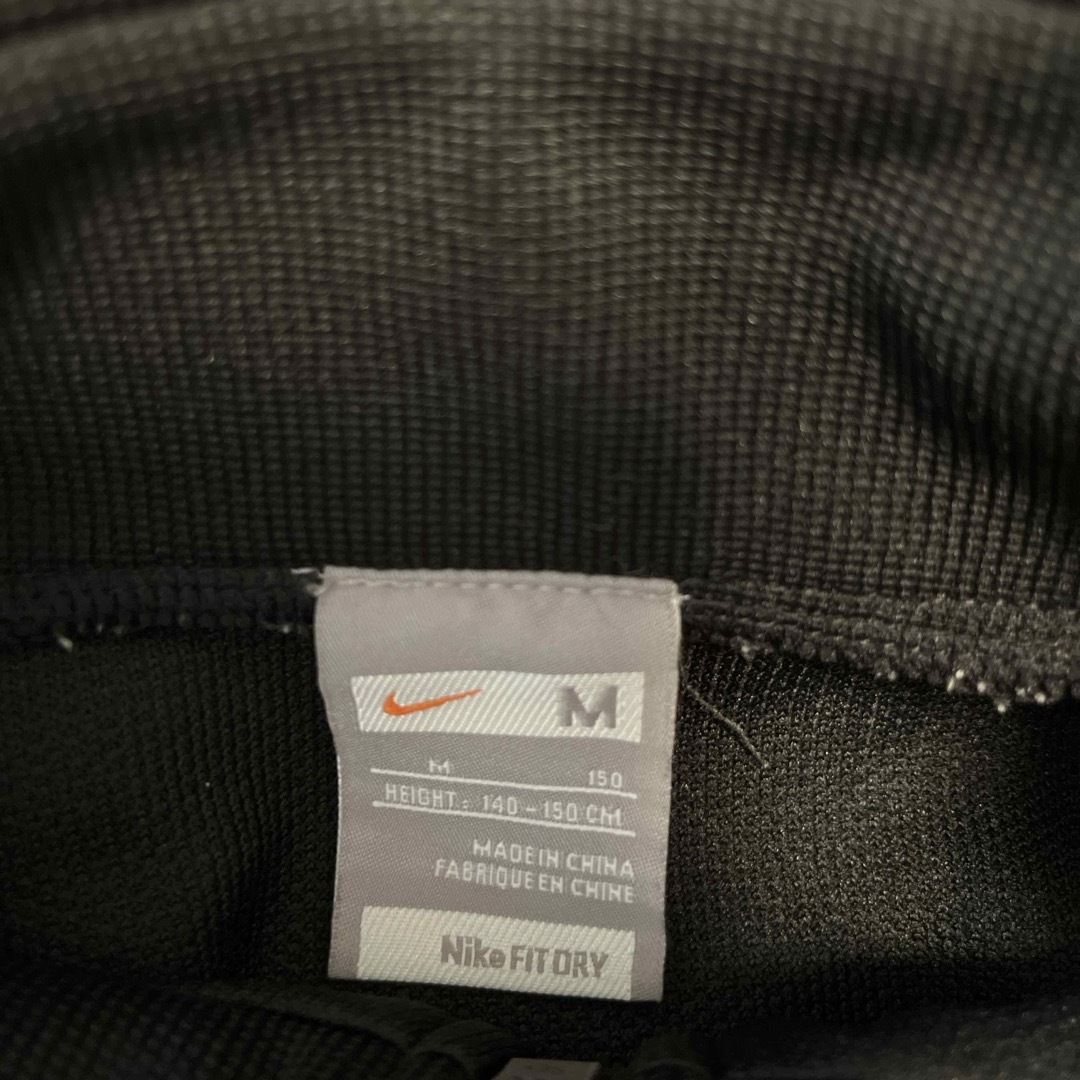 M
M 150
HEIGHT : 140 - 150 CM
MADE IN CHINA
FABRIQUE EN CHINE
Nike FIT DRY